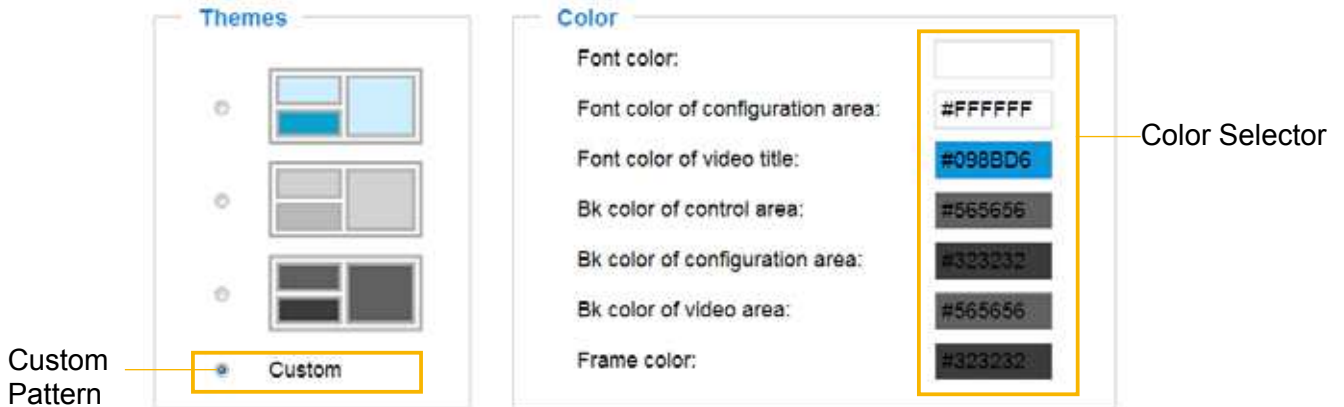 Themes
Color
Font color:
Font color of configuration area: #FFFFFF
Font color of video title: #098BD6
Bk color of control area: #565656
Bk color of configuration area: #323232
Bk color of video area: #565656
Frame color: #323232
Color Selector
Custom
Custom
Pattern